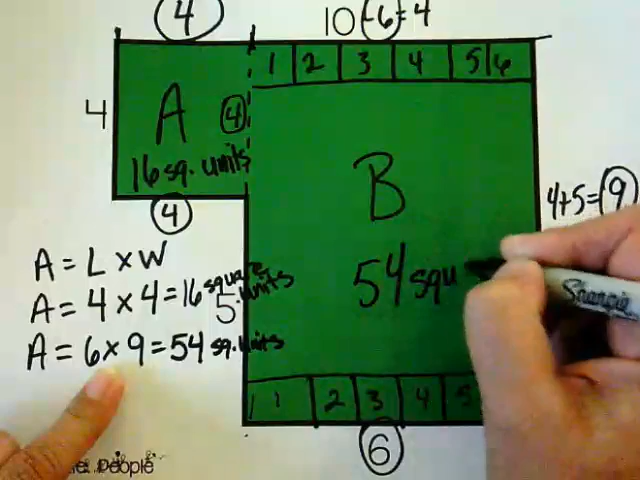 4
10 - 6 = 4
1 2 3 4 5 6
4
A
4
16 sq. units
B
4+5=9
4
A = L x W
A = 4 x 4 = 16 square units
5
54 squ
A = 6 x 9 = 54 sq. units
Sharpie
1 2 3 4 5
6
People